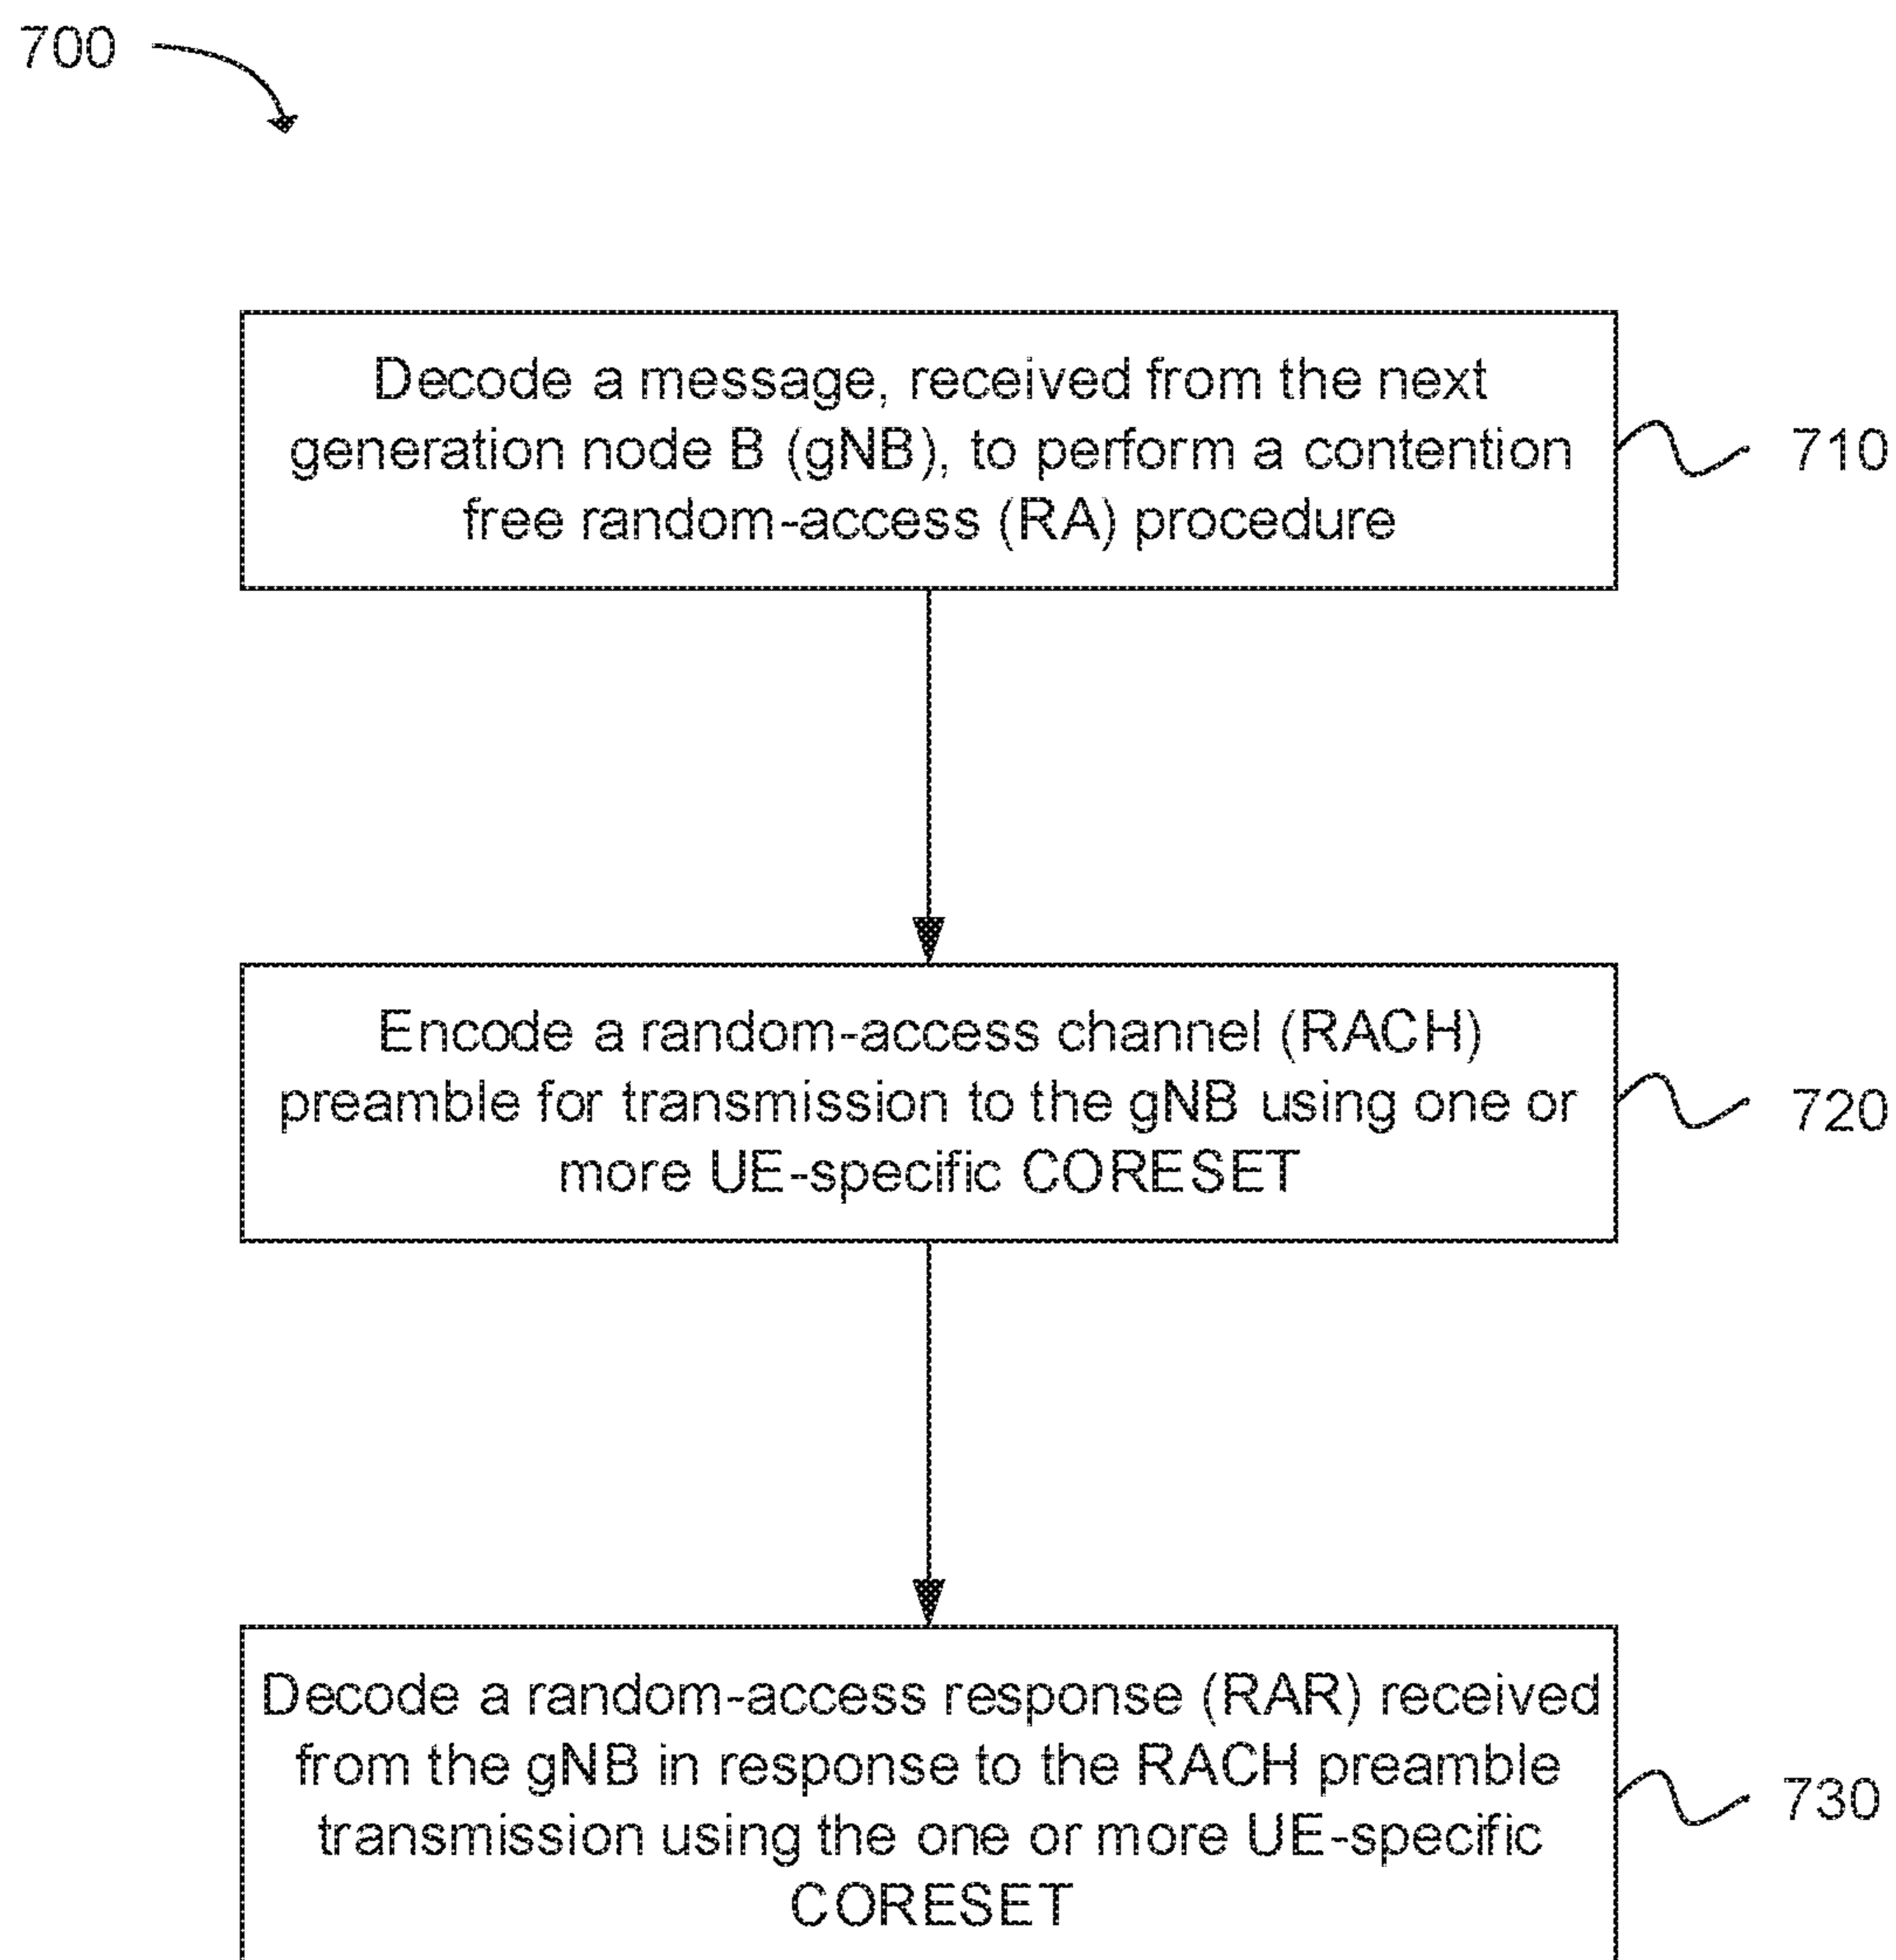 700
Decode a message, received from the next
generation node B (gNB), to perform a contention
free random-access (RA) procedure
710
Encode a random-access channel (RACH)
preamble for transmission to the gNB using one or
more UE-specific CORESET
720
Decode a random-access response (RAR) received
from the gNB in response to the RACH preamble
transmission using the one or more UE-specific
CORESET
730